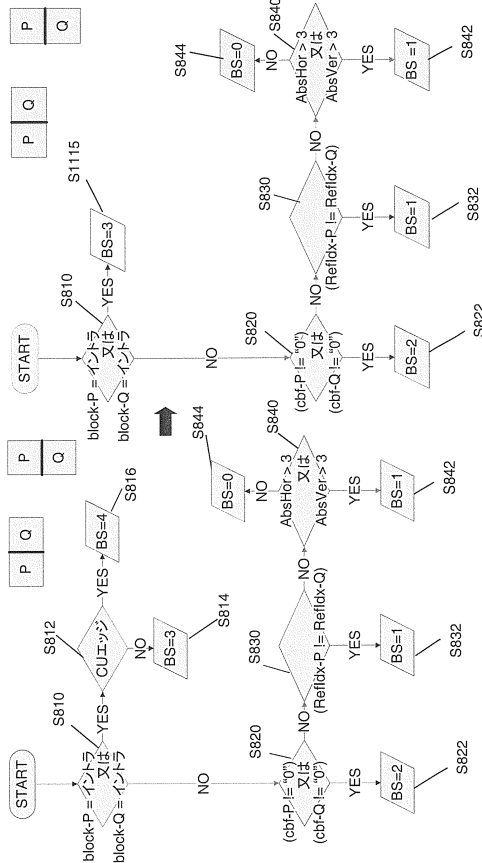 START
block-P = イントラ
又は
block-Q = イントラ
S810
YES
CUエッジ
S812
YES
BS=4
S816
NO
BS=3
S814
P
Q
P
Q
NO
(cbf-P != “0”)
又は
(cbf-Q != “0”)
S820
YES
BS=2
S822
NO
(RefIdx-P != RefIdx-Q)
S830
YES
BS=1
S832
NO
AbsHor > 3
又は
AbsVer > 3
S840
NO
BS=0
S844
YES
BS=1
S842
START
block-P = イントラ
又は
block-Q = イントラ
S810
YES
BS=3
S1115
P
Q
P
Q
NO
(cbf-P != “0”)
又は
(cbf-Q != “0”)
S820
YES
BS=2
S822
NO
(RefIdx-P != RefIdx-Q)
S830
YES
BS=1
S832
NO
AbsHor > 3
又は
AbsVer > 3
S840
NO
BS=0
S844
YES
BS =1
S842